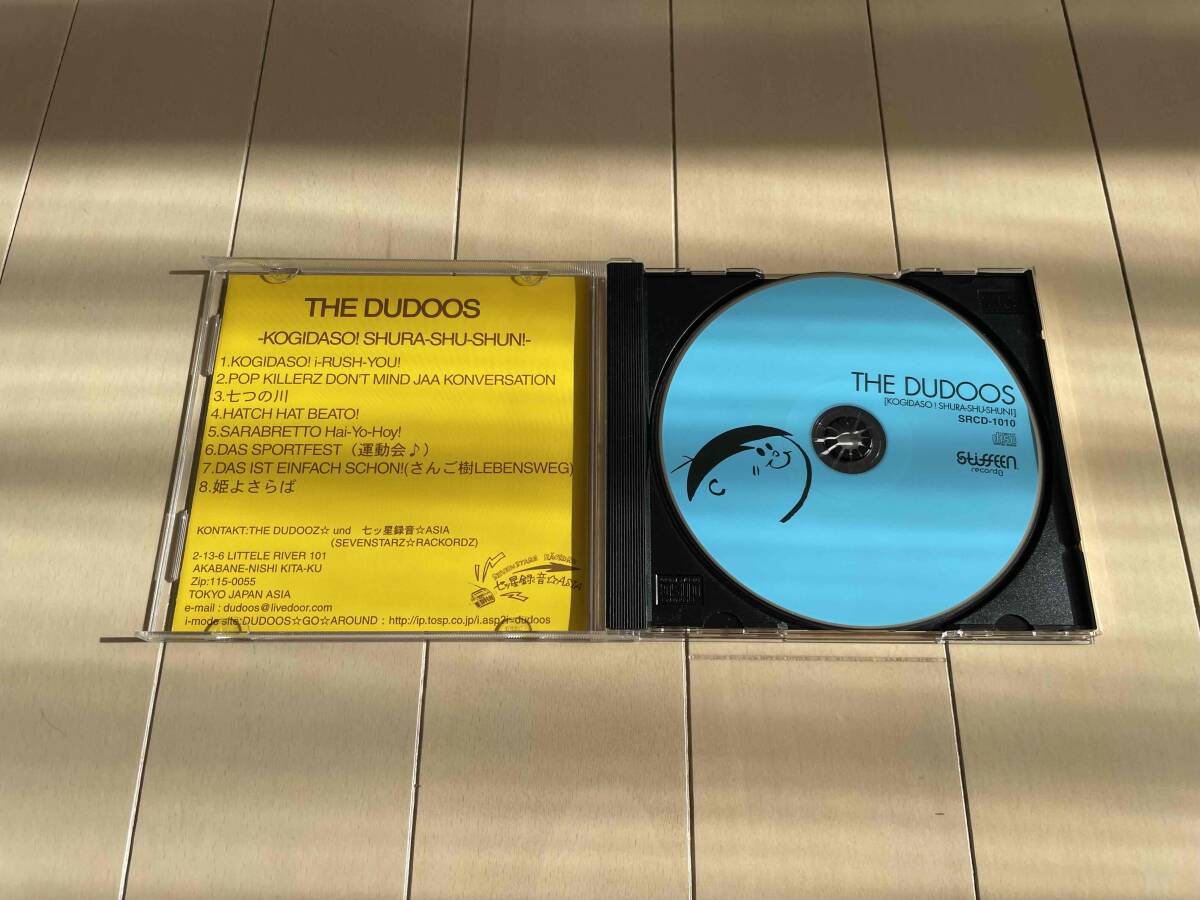 THE DUDOOS
-KOGIDASO! SHURA-SHU-SHUN!-
1.KOGIDASO! i-RUSH-YOU!
2.POP KILLERZ DON'T MIND JAA KONVERSATION
3.七つの川
4.HATCH HAT BEATO!
5.SARABRETTO Hai-Yo-Hoy!
6.DAS SPORTFEST（運動会♪）
7.DAS IST EINFACH SCHON!(さんご樹LEBENSWEG)
8.姫よさらば
KONTAKT:THE DUDOOZ☆ und 七ッ星録音☆ASIA
(SEVENSTARZ☆RACKORDZ)
2-13-6 LITTELE RIVER 101
AKABANE-NISHI KITA-KU
Zip:115-0055
TOKYO JAPAN ASIA
e-mail : dudoos@livedoor.com
i-mode site:DUDOOS☆GO☆AROUND : http://ip.tosp.co.jp/i.asp?i=dudoos
七ッ星録音☆ASIA
THE DUDOOS
[KOGIDASO! SHURA-SHU-SHUN!]
SRCD-1010
STIFFEEN
records